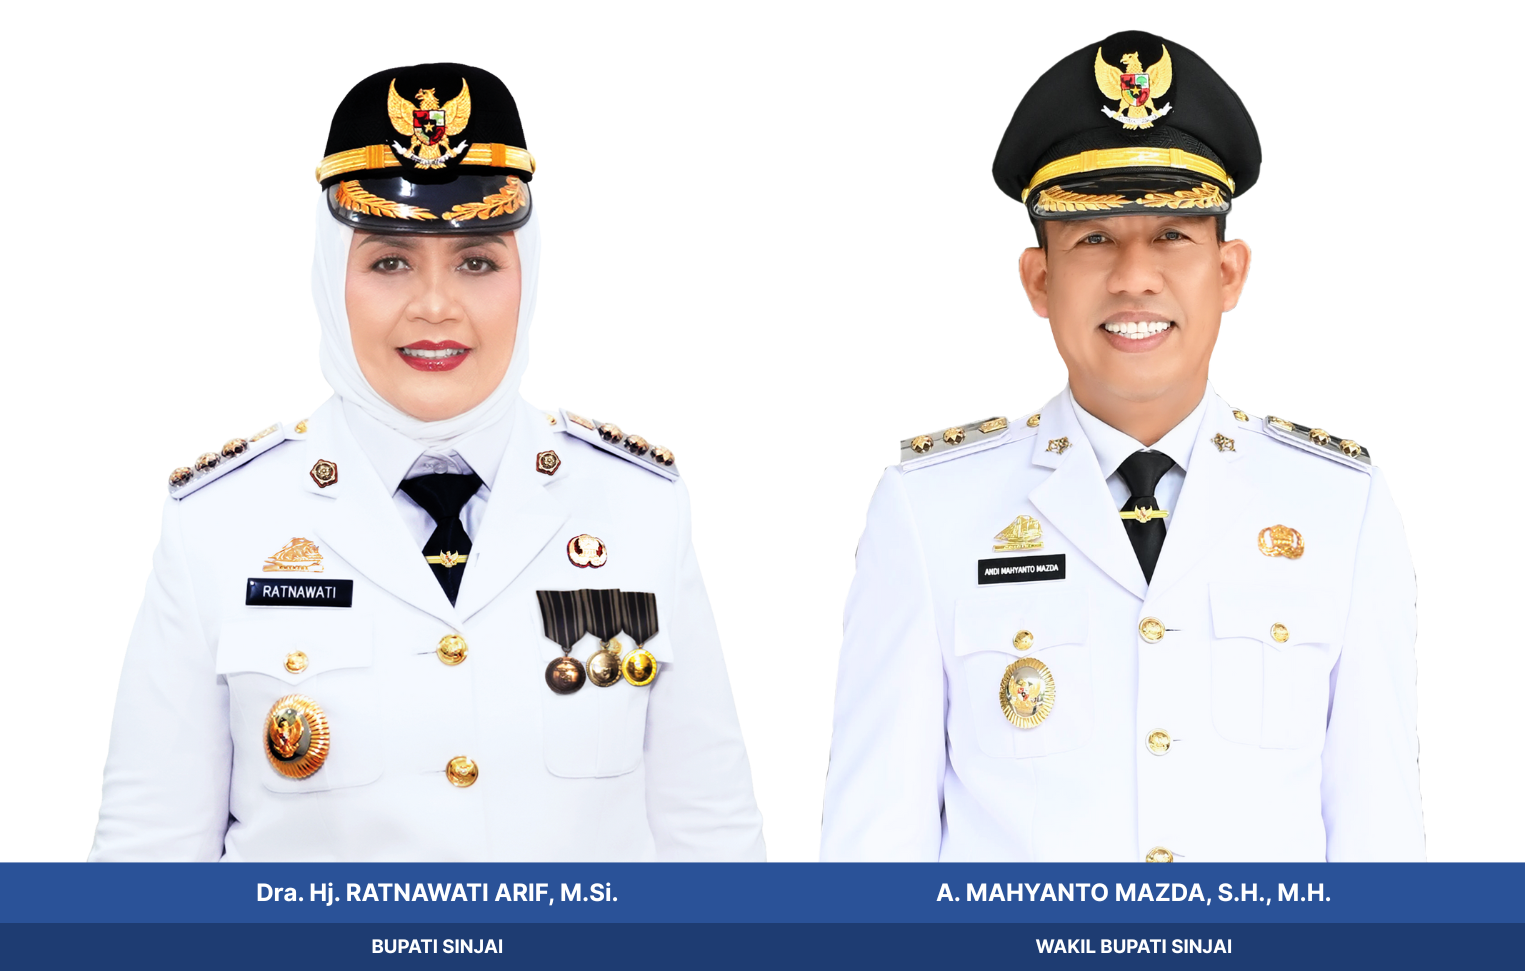 RATNAWATI
ANDI MAHYANTO MAZDA
Dra. Hj. RATNAWATI ARIF, M.Si.
A. MAHYANTO MAZDA, S.H., M.H.
BUPATI SINJAI
WAKIL BUPATI SINJAI